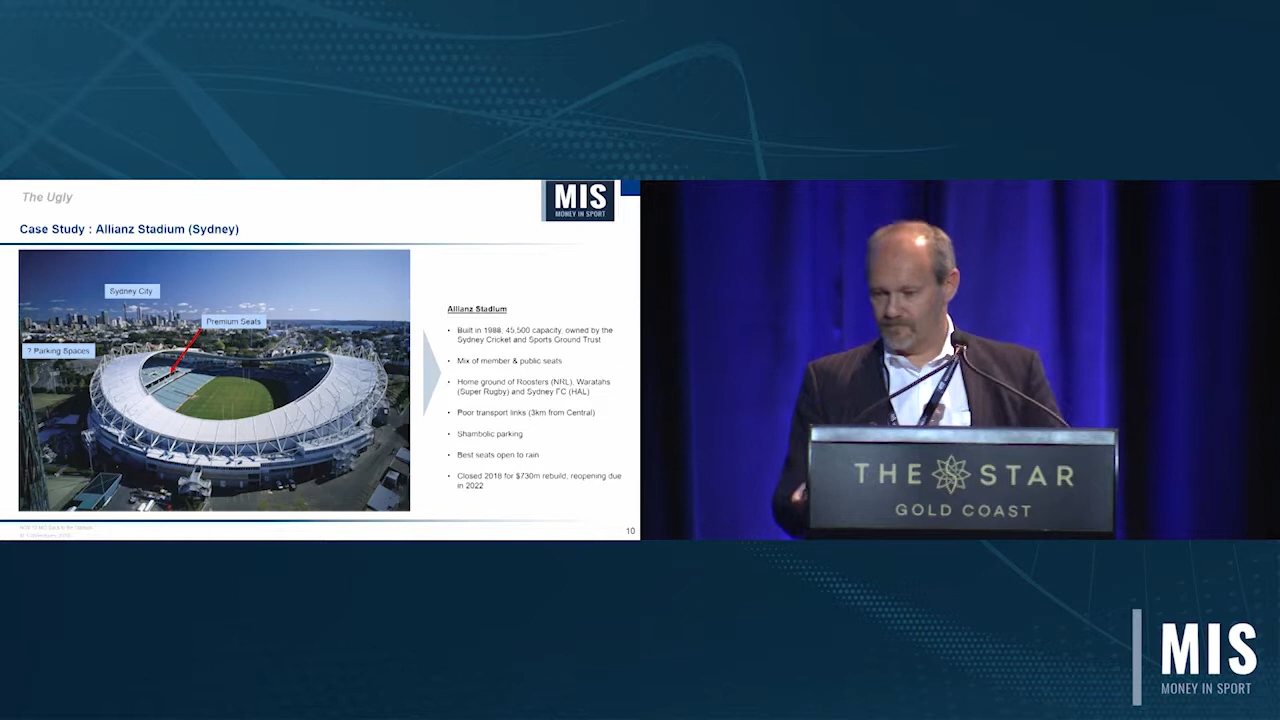 The Ugly
MIS
MONEY IN SPORT
Case Study : Allianz Stadium (Sydney)
Sydney City
Premium Seats
? Parking Spaces
Allianz Stadium
• Built in 1988, 45,500 capacity, owned by the
Sydney Cricket and Sports Ground Trust
• Mix of member & public seats
• Home ground of Roosters (NRL), Waratahs
(Super Rugby) and Sydney FC (HAL)
• Poor transport links (3km from Central)
• Shambolic parking
• Best seats open to rain
• Closed 2018 for $730m rebuild, reopening due
in 2022
10
THE STAR
GOLD COAST
MIS
MONEY IN SPORT